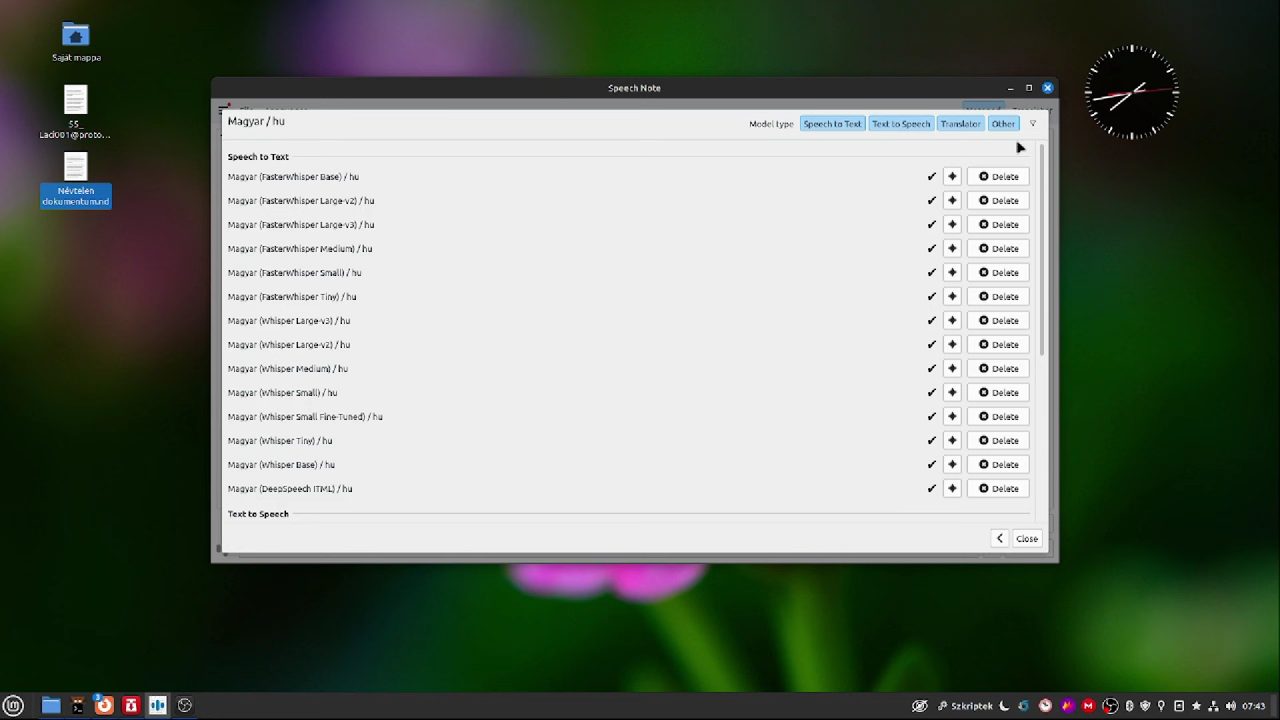 Saját mappa
55_
Laci001@proto...
Névtelen
dokumentum.md
Speech Note
Magyar / hu
Model type
Speech to Text
Text to Speech
Translator
Other
Speech to Text
Magyar (FasterWhisper Base) / hu
Delete
Magyar (FasterWhisper Large-v2) / hu
Delete
Magyar (FasterWhisper Large-v3) / hu
Delete
Magyar (FasterWhisper Medium) / hu
Delete
Magyar (FasterWhisper Small) / hu
Delete
Magyar (FasterWhisper Tiny) / hu
Delete
Magyar (Whisper Large-v3) / hu
Delete
Magyar (Whisper Large-v2) / hu
Delete
Magyar (Whisper Medium) / hu
Delete
Magyar (Whisper Small) / hu
Delete
Magyar (Whisper Small Fine-Tuned) / hu
Delete
Magyar (Whisper Tiny) / hu
Delete
Magyar (Whisper Base) / hu
Delete
Magyar (DeepSpeech ITML) / hu
Delete
Text to Speech
Close
3
Szkriptek
07:43